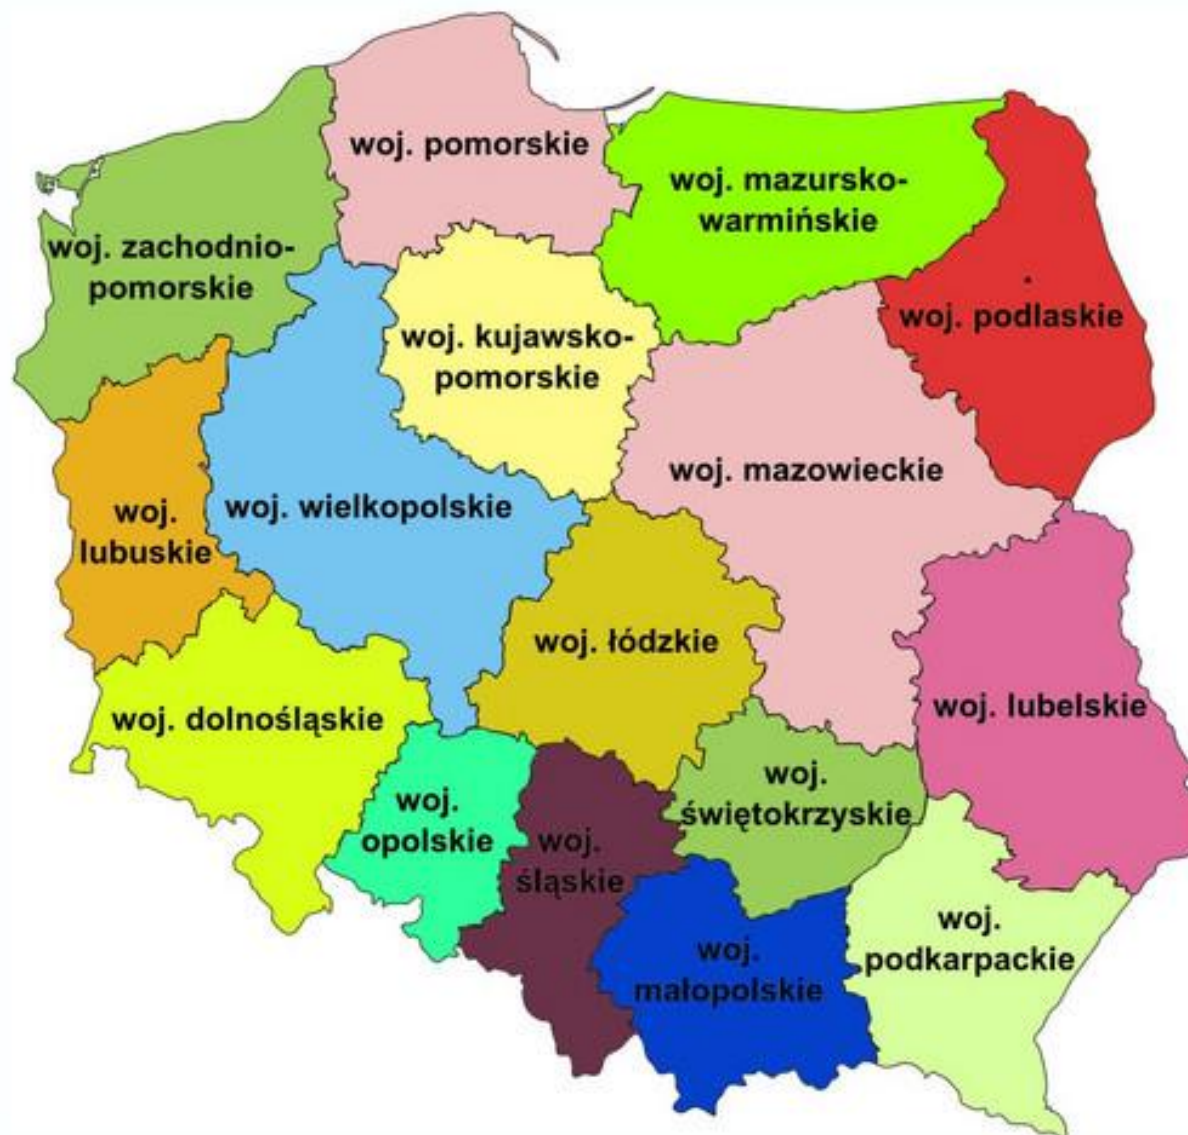 woj. pomorskie
woj. mazursko-
warmińskie
woj. zachodnio-
pomorskie
woj. podlaskie
woj. kujawsko-
pomorskie
woj. mazowieckie
woj. wielkopolskie
woj.
lubuskie
woj. łódzkie
woj. lubelskie
woj. dolnośląskie
woj.
świętokrzyskie
woj.
opolskie
woj.
śląskie
woj.
podkarpackie
woj.
małopolskie